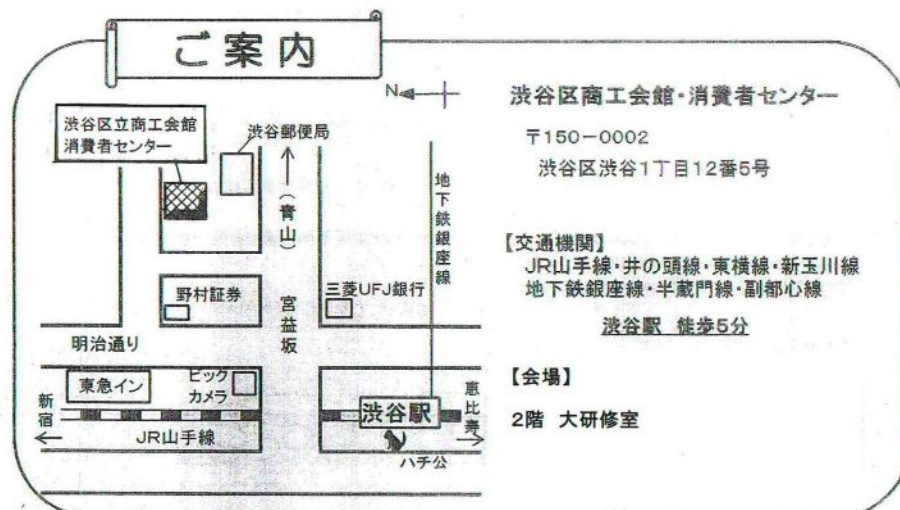 ご案内
N
渋谷区立商工会館
消費者センター
渋谷郵便局
(青山)
地下鉄銀座線
野村証券
宮益坂
三菱UFJ銀行
明治通り
東急イン
ビック
カメラ
新宿
JR山手線
渋谷駅
恵比寿
ハチ公
渋谷区商工会館・消費者センター
〒150-0002
渋谷区渋谷1丁目12番5号
【交通機関】
JR山手線・井の頭線・東横線・新玉川線
地下鉄銀座線・半蔵門線・副都心線
渋谷駅 徒歩5分
【会場】
2階 大研修室